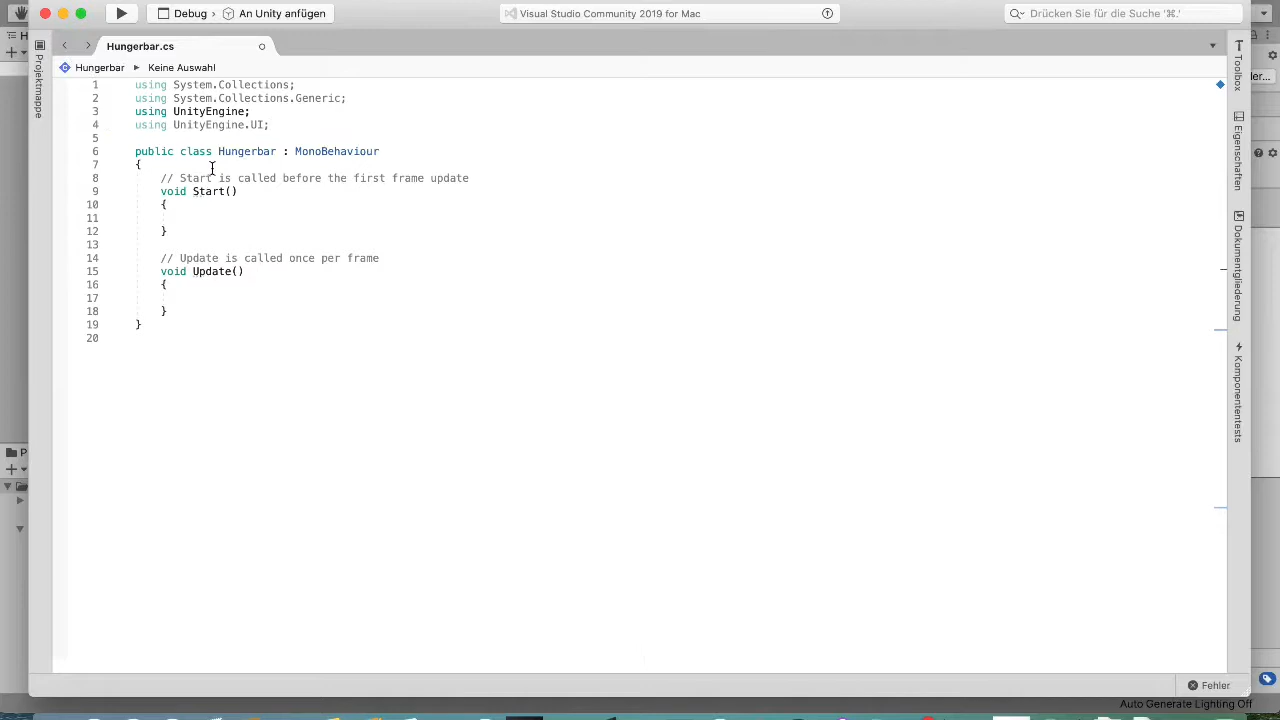 Debug › An Unity anfügen
Visual Studio Community 2019 for Mac
Drücken Sie für die Suche '⌘.'
Hungerbar.cs
Hungerbar ▸ Keine Auswahl
1 using System.Collections;
2 using System.Collections.Generic;
3 using UnityEngine;
4 using UnityEngine.UI;
5
6 public class Hungerbar : MonoBehaviour
7 {
8 // Start is called before the first frame update
9 void Start()
10 {
11
12 }
13
14 // Update is called once per frame
15 void Update()
16 {
17
18 }
19 }
20
Projektmappe
Toolbox
Eigenschaften
Dokumentgliederung
Komponententests
H
er...
P
Fehler
Auto Generate Lighting Off